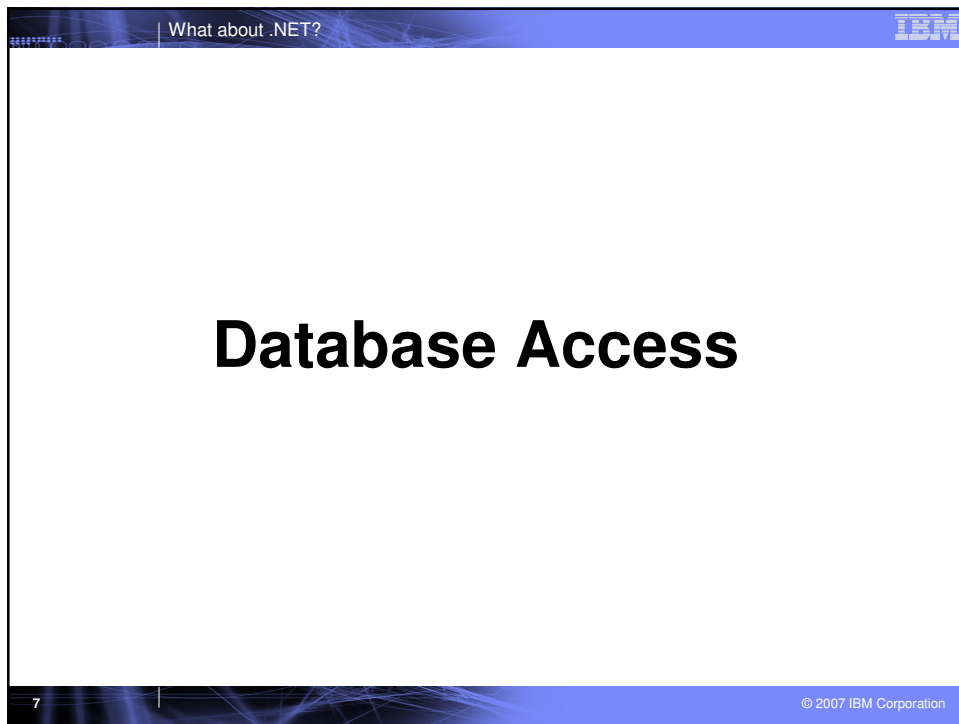 What about .NET?
IBM
Database Access
7
© 2007 IBM Corporation